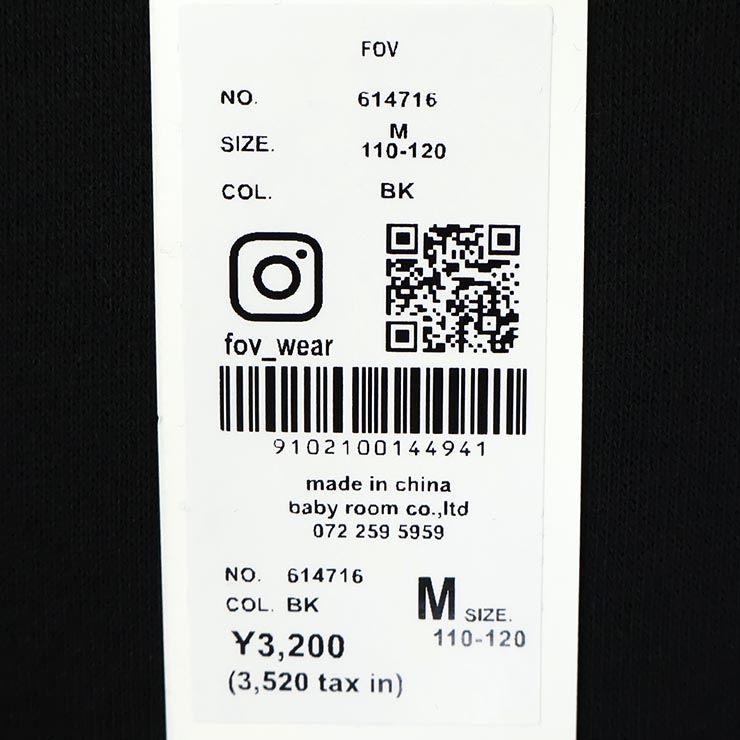 FOV
NO. 614716
SIZE. M
110-120
COL. BK
fov_wear
9102100144941
made in china
baby room co.,ltd
072 259 5959
NO. 614716
COL. BK
M SIZE.
110-120
¥3,200
(3,520 tax in)